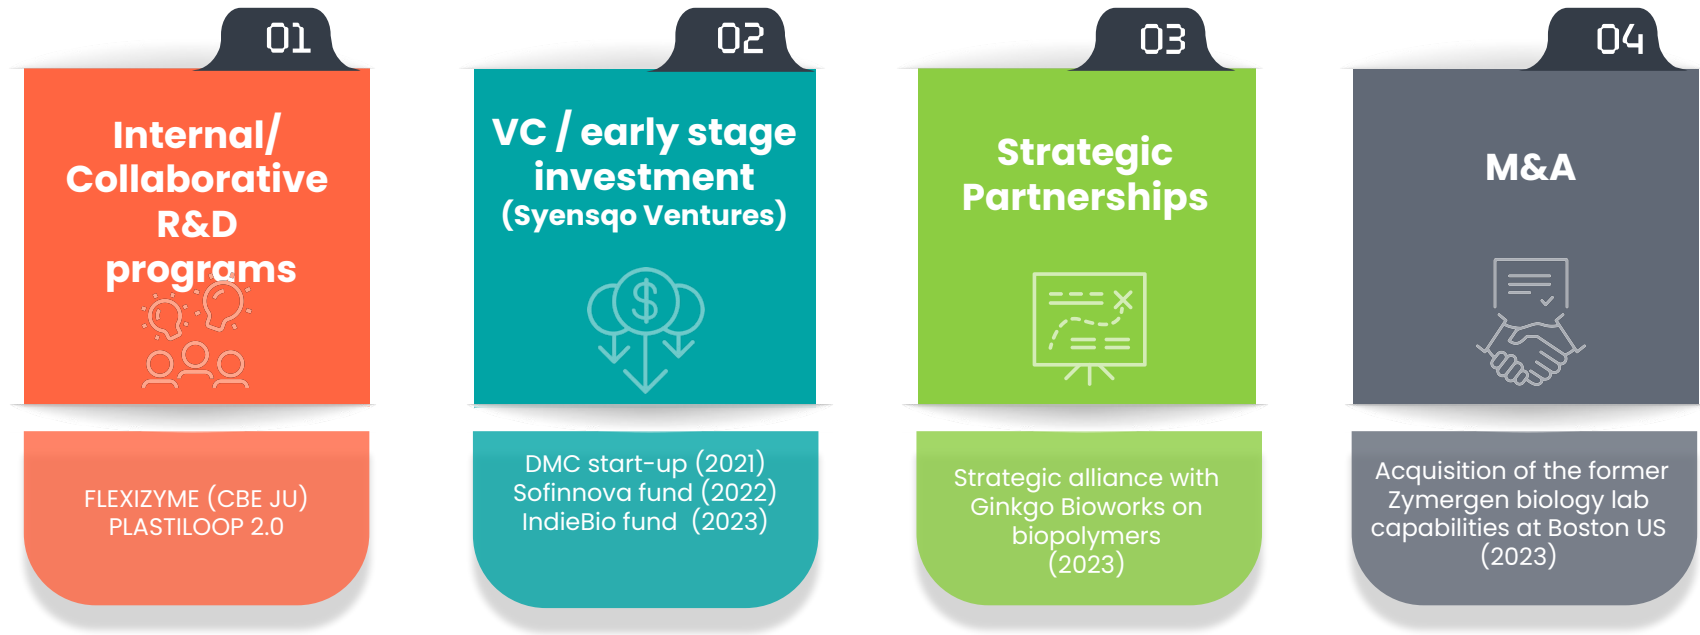 01
Internal/
Collaborative
R&D
programs
FLEXIZYME (CBE JU)
PLASTILOOP 2.0
02
VC / early stage
investment
(Syensqo Ventures)
$
DMC start-up (2021)
Sofinnova fund (2022)
IndieBio fund  (2023)
03
Strategic
Partnerships
Strategic alliance with
Ginkgo Bioworks on
biopolymers
(2023)
04
M&A
Acquisition of the former
Zymergen biology lab
capabilities at Boston US
(2023)